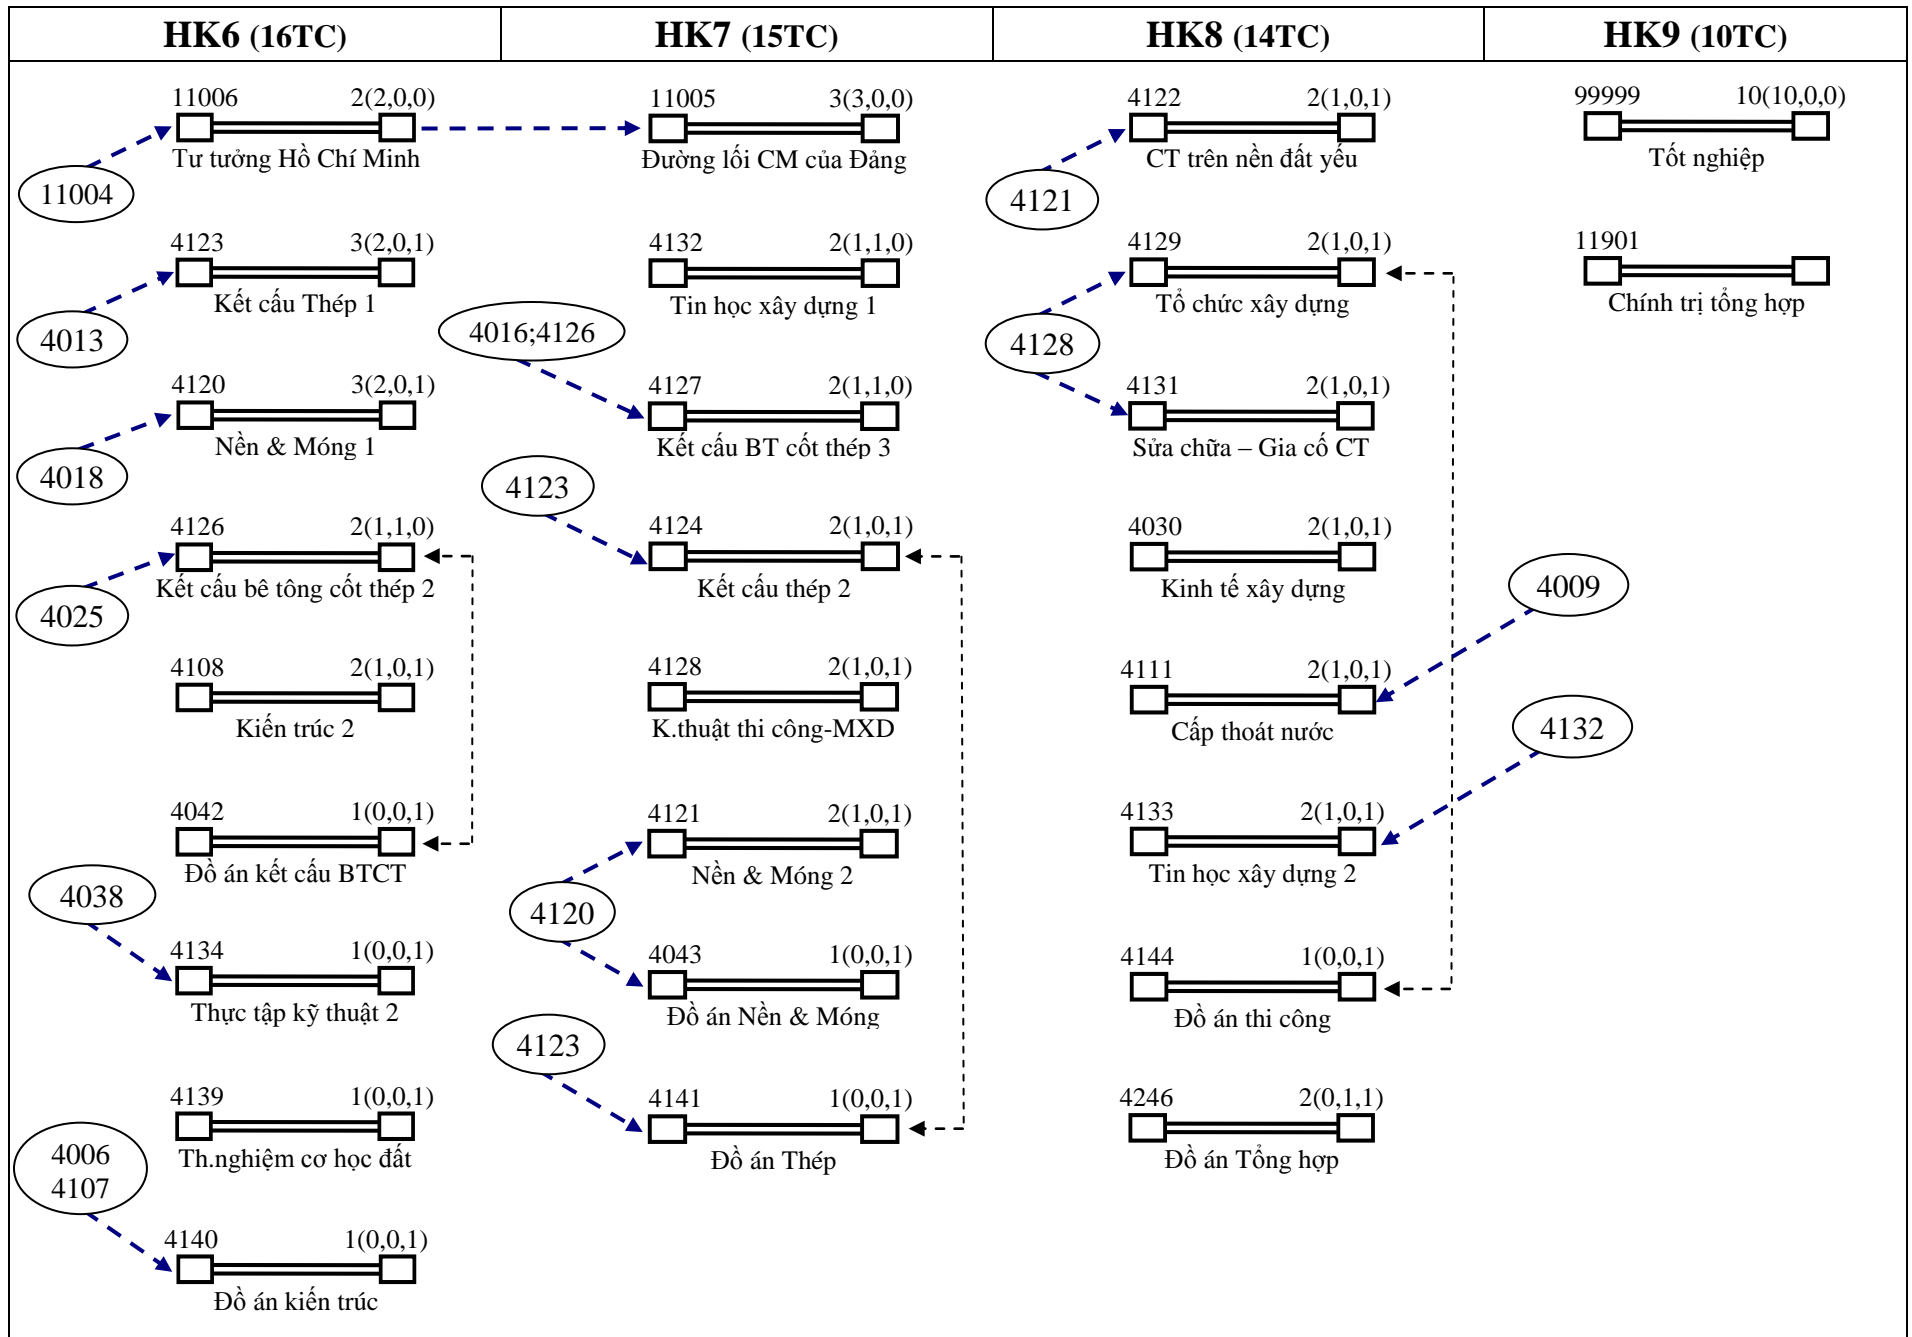 HK6 (16TC)
HK7 (15TC)
HK8 (14TC)
HK9 (10TC)
11006 2(2,0,0)
Tư tưởng Hồ Chí Minh
11004
4123 3(2,0,1)
Kết cấu Thép 1
4013
4120 3(2,0,1)
Nền & Móng 1
4018
4126 2(1,1,0)
Kết cấu bê tông cốt thép 2
4025
4108 2(1,0,1)
Kiến trúc 2
4042 1(0,0,1)
Đồ án kết cấu BTCT
4038
4134 1(0,0,1)
Thực tập kỹ thuật 2
4139 1(0,0,1)
Th.nghiệm cơ học đất
4006
4107
4140 1(0,0,1)
Đồ án kiến trúc
11005 3(3,0,0)
Đường lối CM của Đảng
4132 2(1,1,0)
Tin học xây dựng 1
4016;4126
4127 2(1,1,0)
Kết cấu BT cốt thép 3
4123
4124 2(1,0,1)
Kết cấu thép 2
4128 2(1,0,1)
K.thuật thi công-MXD
4121 2(1,0,1)
Nền & Móng 2
4120
4043 1(0,0,1)
Đồ án Nền & Móng
4123
4141 1(0,0,1)
Đồ án Thép
4122 2(1,0,1)
CT trên nền đất yếu
4121
4129 2(1,0,1)
Tổ chức xây dựng
4128
4131 2(1,0,1)
Sửa chữa – Gia cố CT
4030 2(1,0,1)
Kinh tế xây dựng
4009
4111 2(1,0,1)
Cấp thoát nước
4132
4133 2(1,0,1)
Tin học xây dựng 2
4144 1(0,0,1)
Đồ án thi công
4246 2(0,1,1)
Đồ án Tổng hợp
99999 10(10,0,0)
Tốt nghiệp
11901
Chính trị tổng hợp